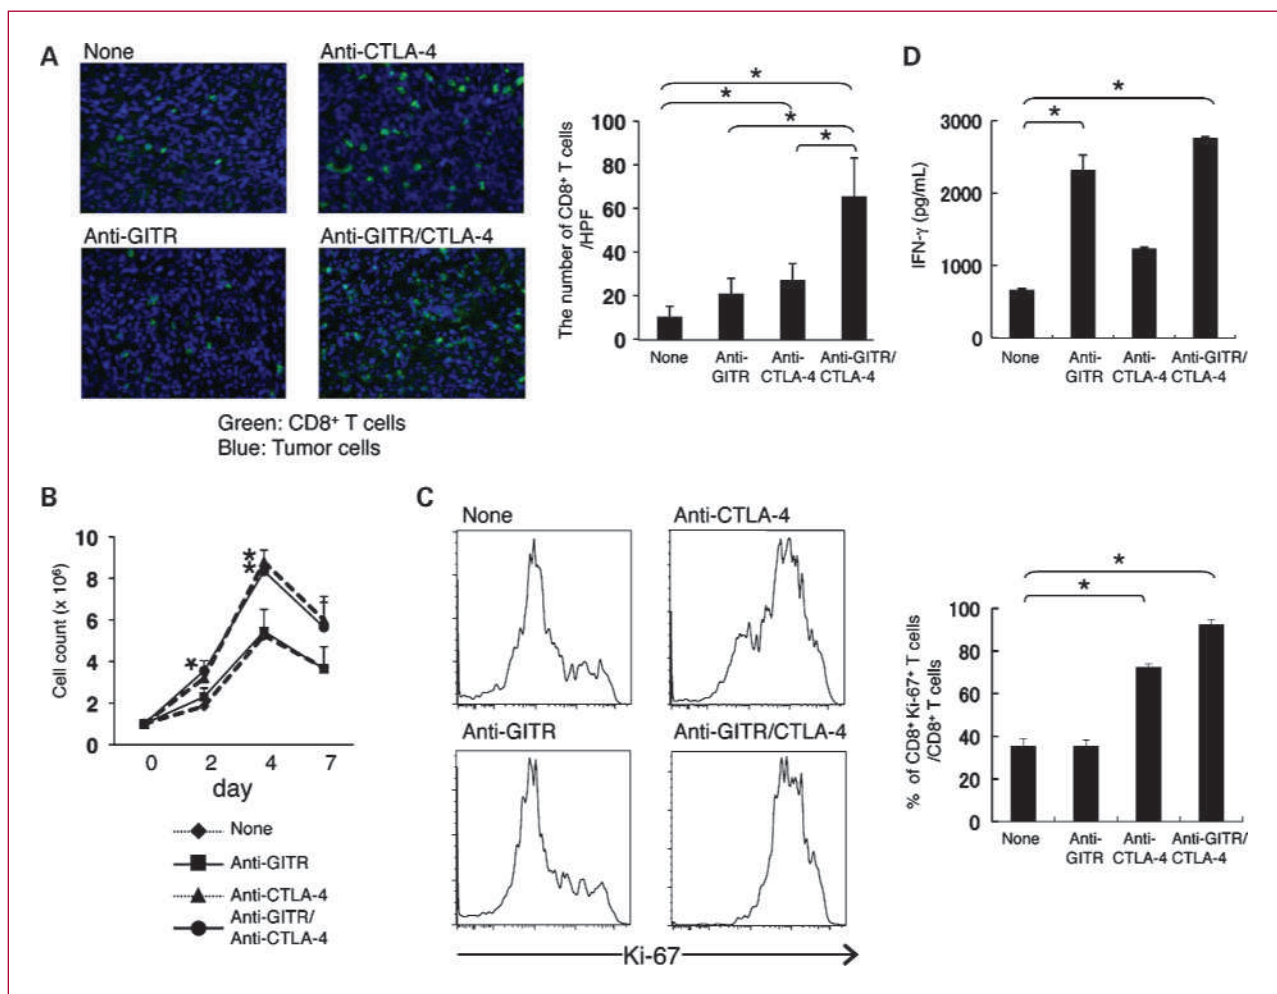 A
None
Anti-CTLA-4
Anti-GITR
Anti-GITR/CTLA-4
Green: CD8⁺ T cells
Blue: Tumor cells
The number of CD8⁺ T cells
/HPF
100
80
60
40
20
0
*
*
*
*
None
Anti-
GITR
Anti-
CTLA-4
Anti-GITR/
CTLA-4
D
IFN-γ (pg/mL)
3000
2000
1000
0
*
*
None
Anti-
GITR
Anti-
CTLA-4
Anti-GITR/
CTLA-4
B
Cell count (x 10⁶)
10
8
6
4
2
0
*
*
*
0 2 4 7
day
None
Anti-GITR
Anti-CTLA-4
Anti-GITR/
Anti-CTLA-4
C
None
Anti-CTLA-4
Anti-GITR
Anti-GITR/CTLA-4
Ki-67
% of CD8⁺ Ki-67⁺ T cells
/CD8⁺ T cells
100
80
60
40
20
0
*
*
None
Anti-
GITR
Anti-
CTLA-4
Anti-GITR/
CTLA-4